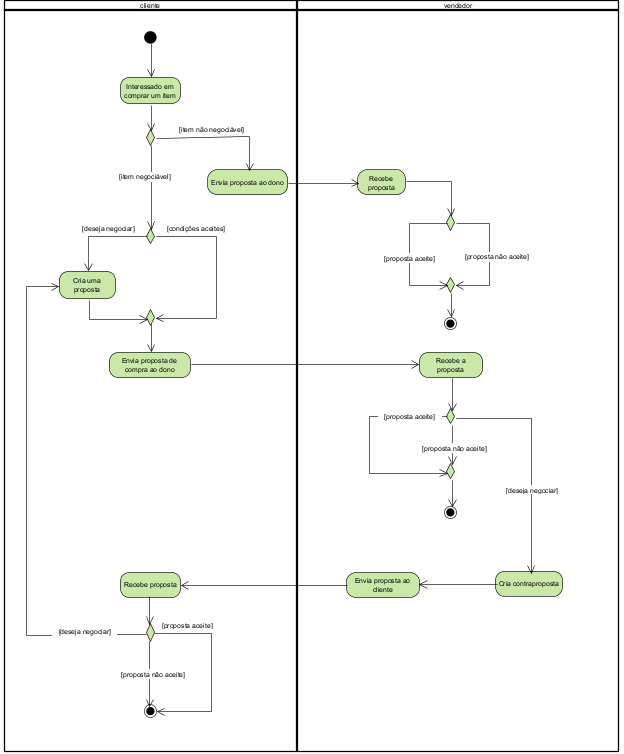 cliente
vendedor
Interessado em
comprar um item
[item não negociável]
[item negociável]
Envia proposta ao dono
Recebe
proposta
[deseja negociar]
[condições aceites]
[proposta aceite]
[proposta não aceite]
Cria uma
proposta
Envia proposta de
compra ao dono
Recebe a
proposta
[proposta aceite]
[proposta não aceite]
[deseja negociar]
Recebe proposta
Envia proposta ao
cliente
Cria contraproposta
[proposta aceite]
[deseja negociar]
[proposta não aceite]